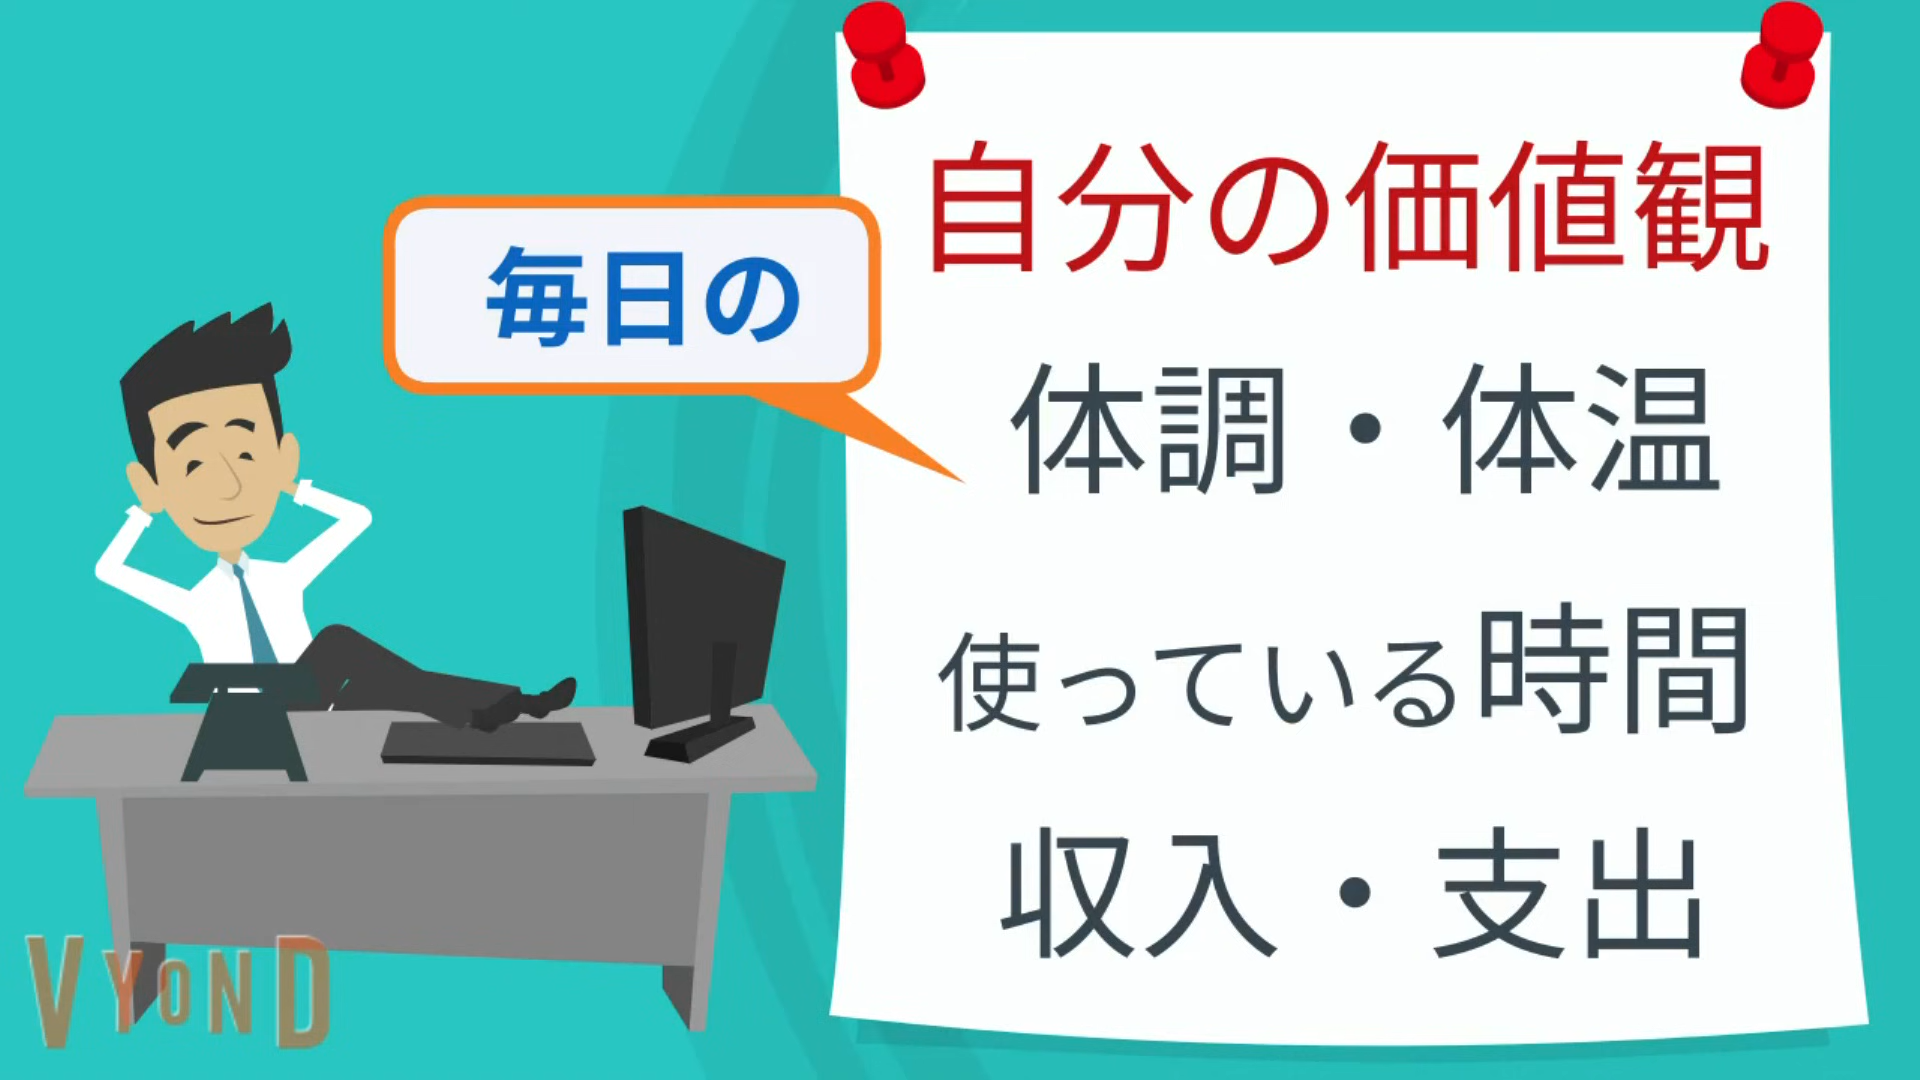 自分の価値観
毎日の
体調・体温
使っている時間
収入・支出
VYOND